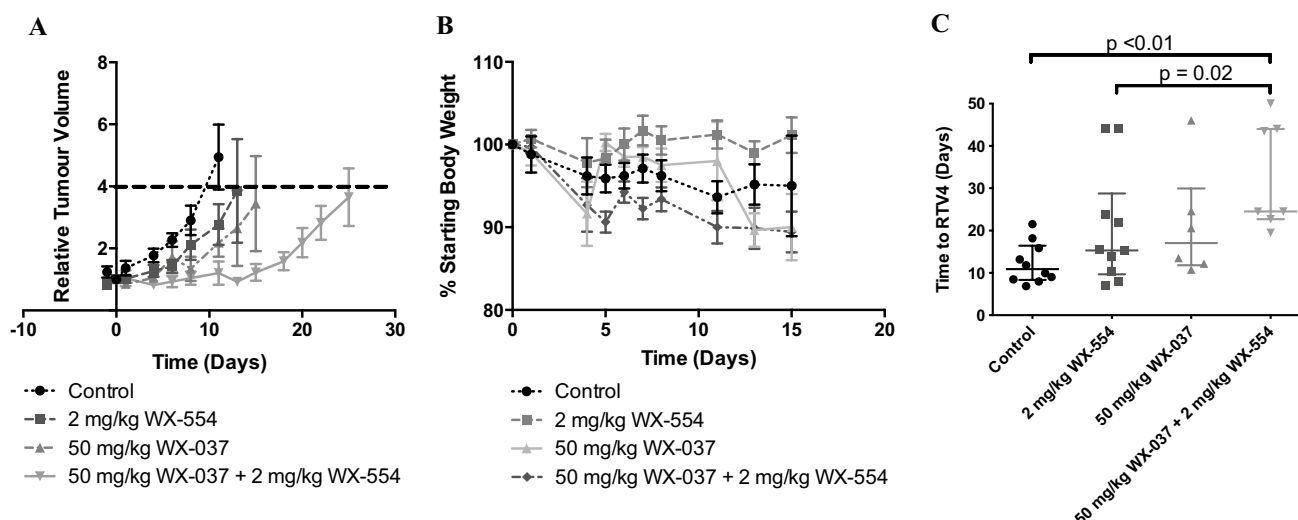 A
Relative Tumour Volume
8
6
4
2
0
-10
0
10
20
30
Time (Days)
Control
2 mg/kg WX-554
50 mg/kg WX-037
50 mg/kg WX-037 + 2 mg/kg WX-554
B
% Starting Body Weight
110
100
90
80
0
5
10
15
20
Time (Days)
Control
2 mg/kg WX-554
50 mg/kg WX-037
50 mg/kg WX-037 + 2 mg/kg WX-554
C
p <0.01
p = 0.02
Time to RTV4 (Days)
50
40
30
20
10
0
Control
2 mg/kg WX-554
50 mg/kg WX-037
50 mg/kg WX-037 + 2 mg/kg WX-554